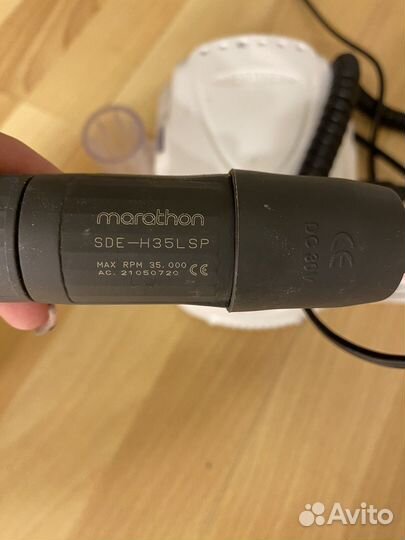 marathon
SDE-H35LSP
MAX RPM 35,000
AC. 21050720 CE
CE
DC 30V
Avito